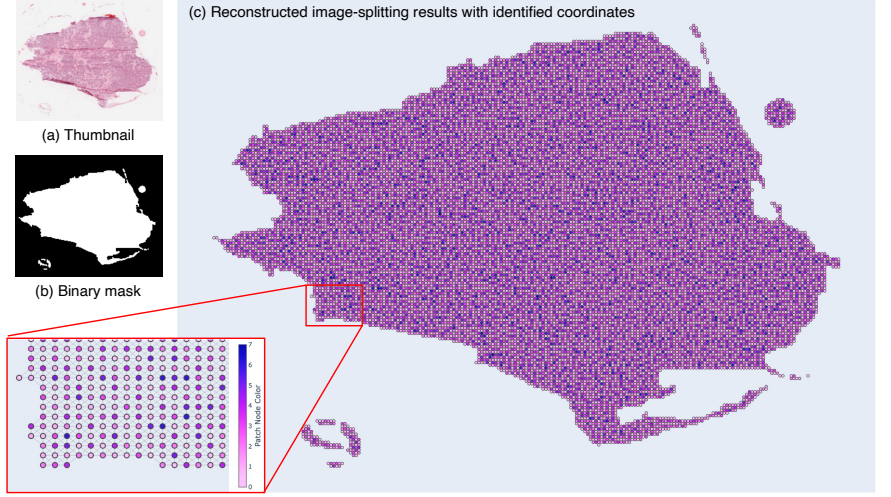 (c) Reconstructed image-splitting results with identified coordinates
(a) Thumbnail
(b) Binary mask
7
6
5
4
3
2
1
0
Patch Node Color